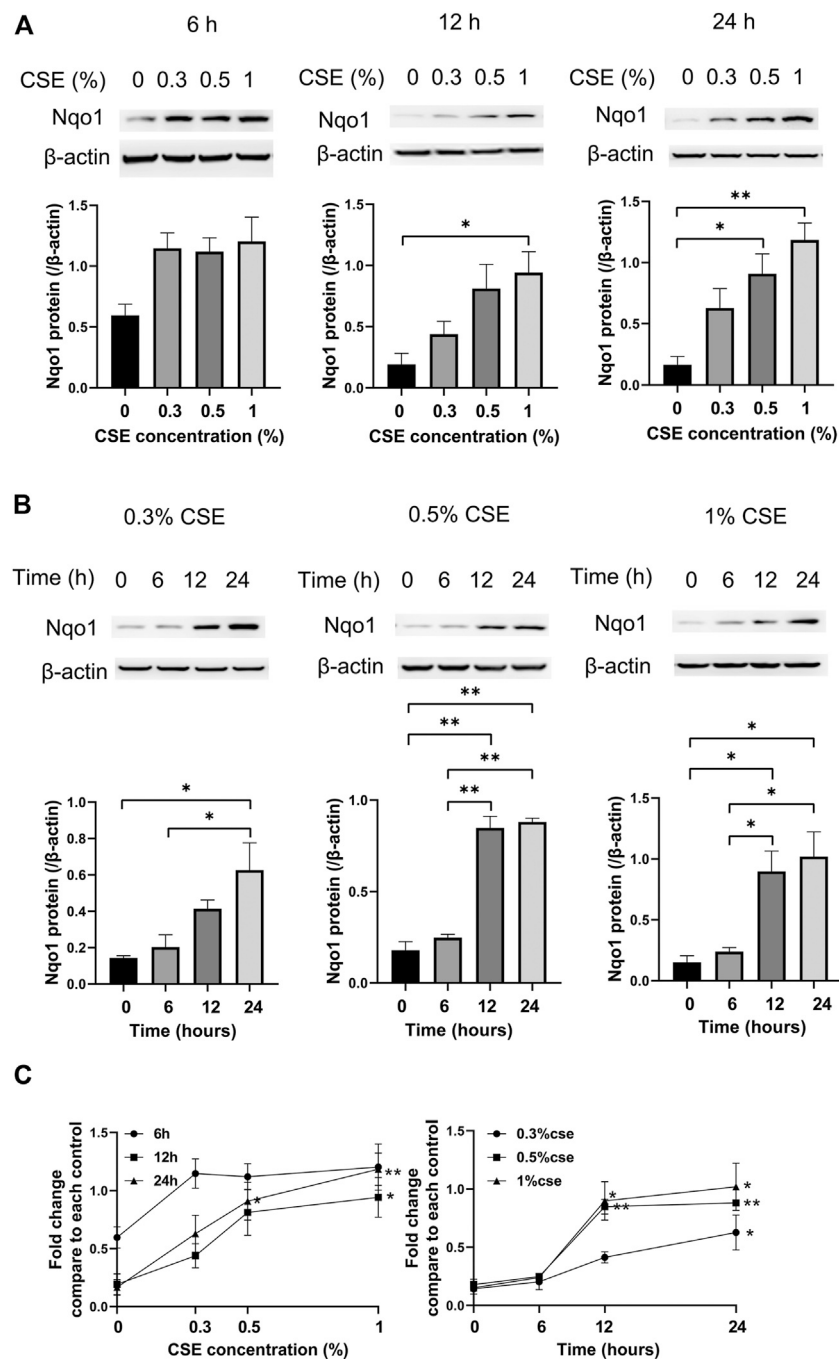 A
6 h
12 h
24 h
CSE (%) 0 0.3 0.5 1
CSE (%) 0 0.3 0.5 1
CSE (%) 0 0.3 0.5 1
Nqo1
Nqo1
Nqo1
β-actin
β-actin
β-actin
Nqo1 protein (/β-actin)
1.5
1.0
0.5
0.0
0 0.3 0.5 1
CSE concentration (%)
Nqo1 protein (/β-actin)
1.5
1.0
0.5
0.0
*
0 0.3 0.5 1
CSE concentration (%)
Nqo1 protein (/β-actin)
1.5
1.0
0.5
0.0
**
*
0 0.3 0.5 1
CSE concentration (%)
B
0.3% CSE
0.5% CSE
1% CSE
Time (h) 0 6 12 24
Time (h) 0 6 12 24
Time (h) 0 6 12 24
Nqo1
Nqo1
Nqo1
β-actin
β-actin
β-actin
Nqo1 protein (/β-actin)
1.0
0.8
0.6
0.4
0.2
0.0
*
*
0 6 12 24
Time (hours)
Nqo1 protein (/β-actin)
1.0
0.5
0.0
**
**
**
**
0 6 12 24
Time (hours)
Nqo1 protein (/β-actin)
1.5
1.0
0.5
0.0
*
*
*
*
0 6 12 24
Time (hours)
C
Fold change
compare to each control
1.5
1.0
0.5
0.0
6h
12h
24h
*
**
*
0 0.3 0.5 1
CSE concentration (%)
Fold change
compare to each control
1.5
1.0
0.5
0.0
0.3%cse
0.5%cse
1%cse
*
**
*
**
*
0 6 12 24
Time (hours)